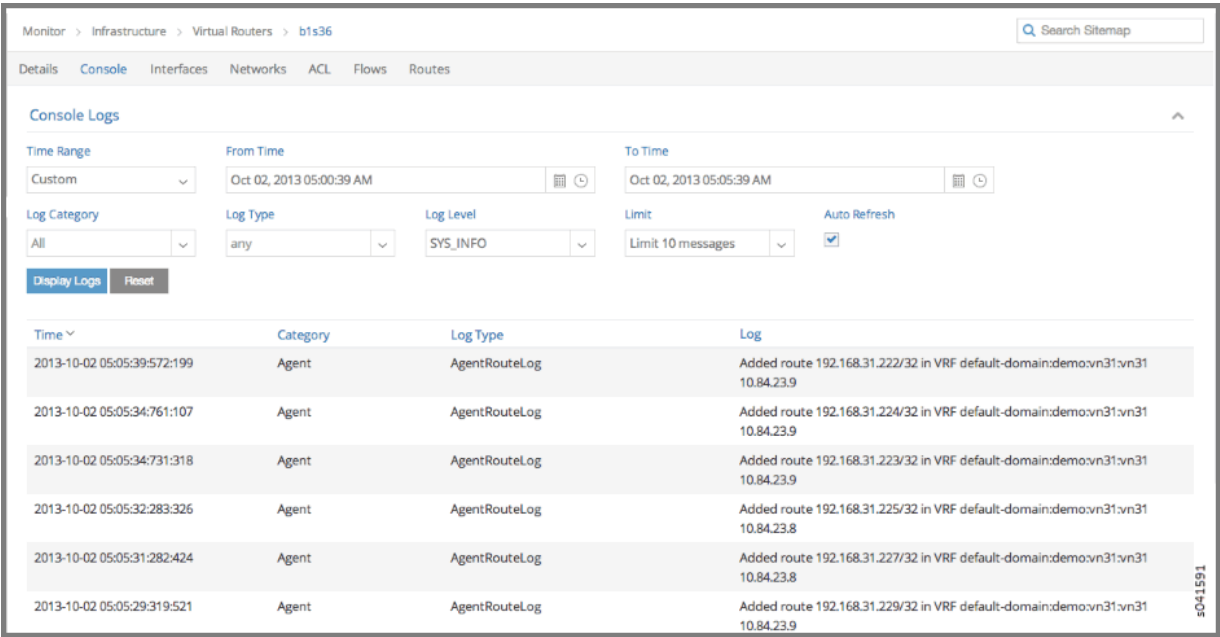 Monitor > Infrastructure > Virtual Routers > b1s36
Search Sitemap
Details Console Interfaces Networks ACL Flows Routes
Console Logs
Time Range From Time To Time
Custom Oct 02, 2013 05:00:39 AM Oct 02, 2013 05:05:39 AM
Log Category Log Type Log Level Limit Auto Refresh
All any SYS_INFO Limit 10 messages
Display Logs Reset
Time Category Log Type Log
2013-10-02 05:05:39:572:199 Agent AgentRouteLog Added route 192.168.31.222/32 in VRF default-domain:demo:vn31:vn31
10.84.23.9
2013-10-02 05:05:34:761:107 Agent AgentRouteLog Added route 192.168.31.224/32 in VRF default-domain:demo:vn31:vn31
10.84.23.9
2013-10-02 05:05:34:731:318 Agent AgentRouteLog Added route 192.168.31.223/32 in VRF default-domain:demo:vn31:vn31
10.84.23.9
2013-10-02 05:05:32:283:326 Agent AgentRouteLog Added route 192.168.31.225/32 in VRF default-domain:demo:vn31:vn31
10.84.23.8
2013-10-02 05:05:31:282:424 Agent AgentRouteLog Added route 192.168.31.227/32 in VRF default-domain:demo:vn31:vn31
10.84.23.8
2013-10-02 05:05:29:319:521 Agent AgentRouteLog Added route 192.168.31.229/32 in VRF default-domain:demo:vn31:vn31
10.84.23.8
s041591